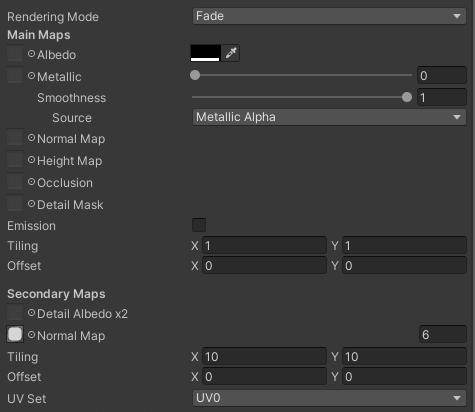 Rendering Mode Fade
Main Maps
Albedo
Metallic 0
Smoothness 1
Source Metallic Alpha
Normal Map
Height Map
Occlusion
Detail Mask
Emission
Tiling X 1 Y 1
Offset X 0 Y 0
Secondary Maps
Detail Albedo x2
Normal Map 6
Tiling X 10 Y 10
Offset X 0 Y 0
UV Set UV0